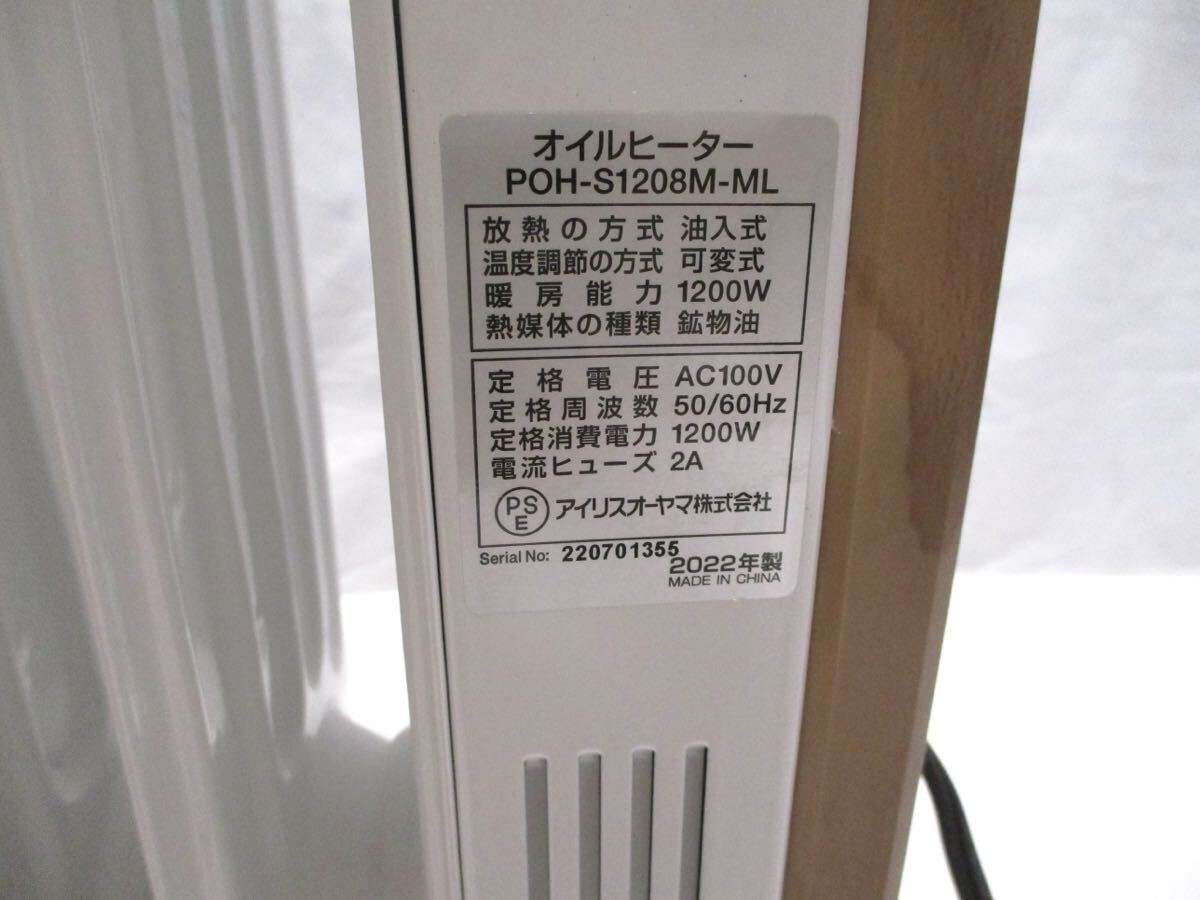 オイルヒーター
POH-S1208M-ML
放熱の方式 油入式
温度調節の方式 可変式
暖房能力 1200W
熱媒体の種類 鉱物油
定格電圧 AC100V
定格周波数 50/60Hz
定格消費電力 1200W
電流ヒューズ 2A
PSE アイリスオーヤマ株式会社
Serial No: 220701355
2022年製
MADE IN CHINA